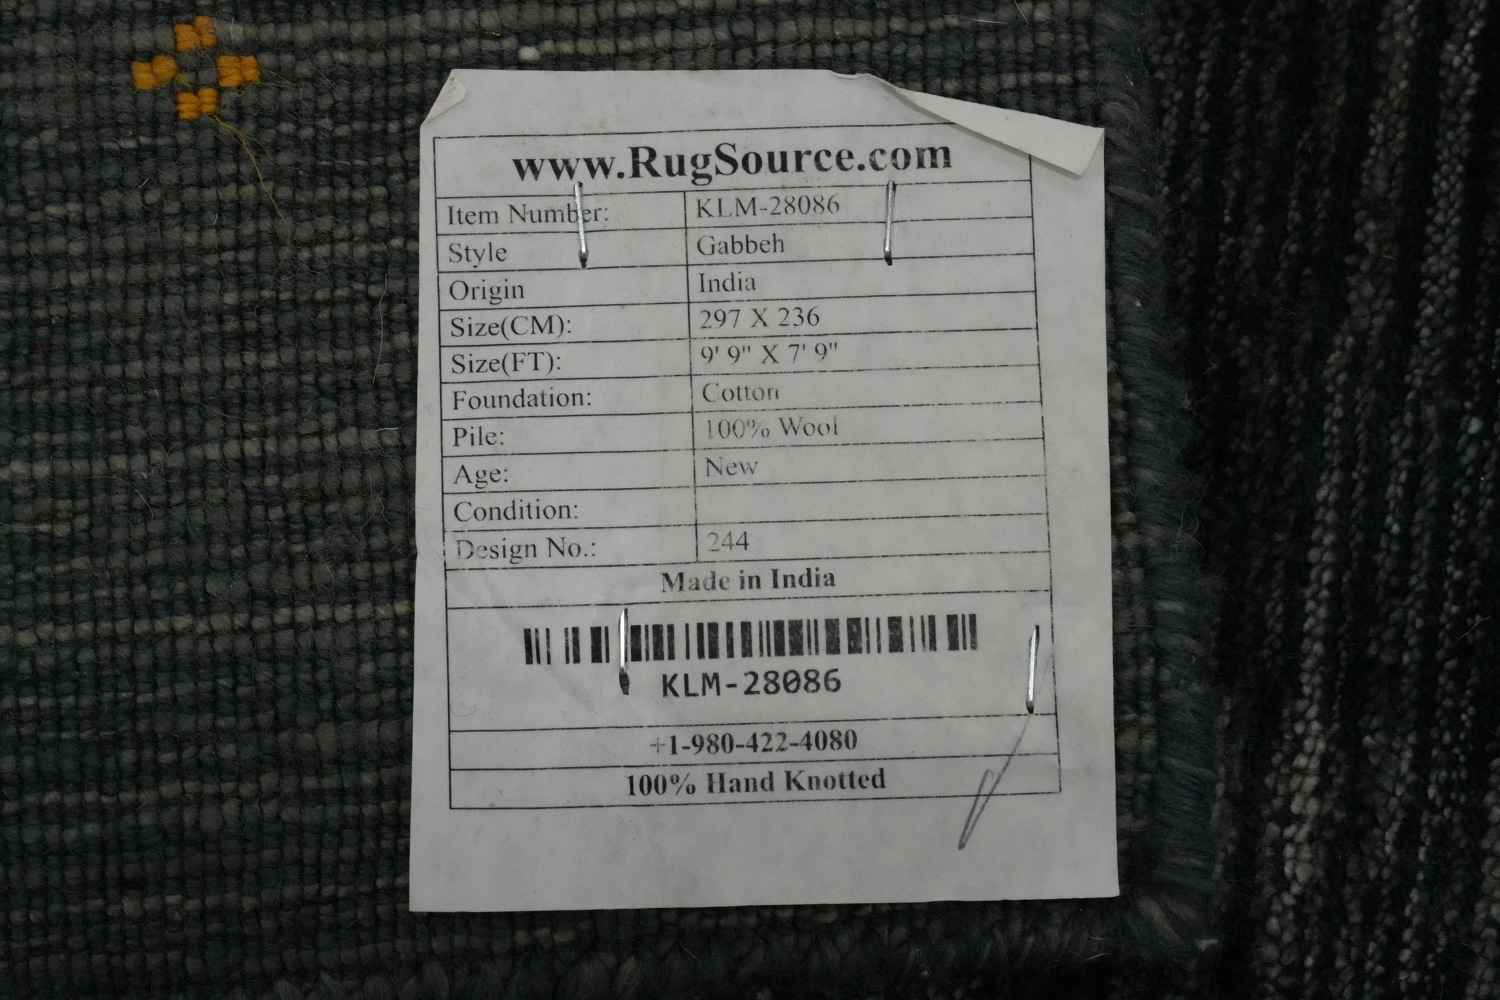 www.RugSource.com
Item Number: KLM-28086
Style Gabbeh
Origin India
Size(CM): 297 X 236
Size(FT): 9' 9" X 7' 9"
Foundation: Cotton
Pile: 100% Wool
Age: New
Condition:
Design No.: 244
Made in India
KLM-28086
+1-980-422-4080
100% Hand Knotted